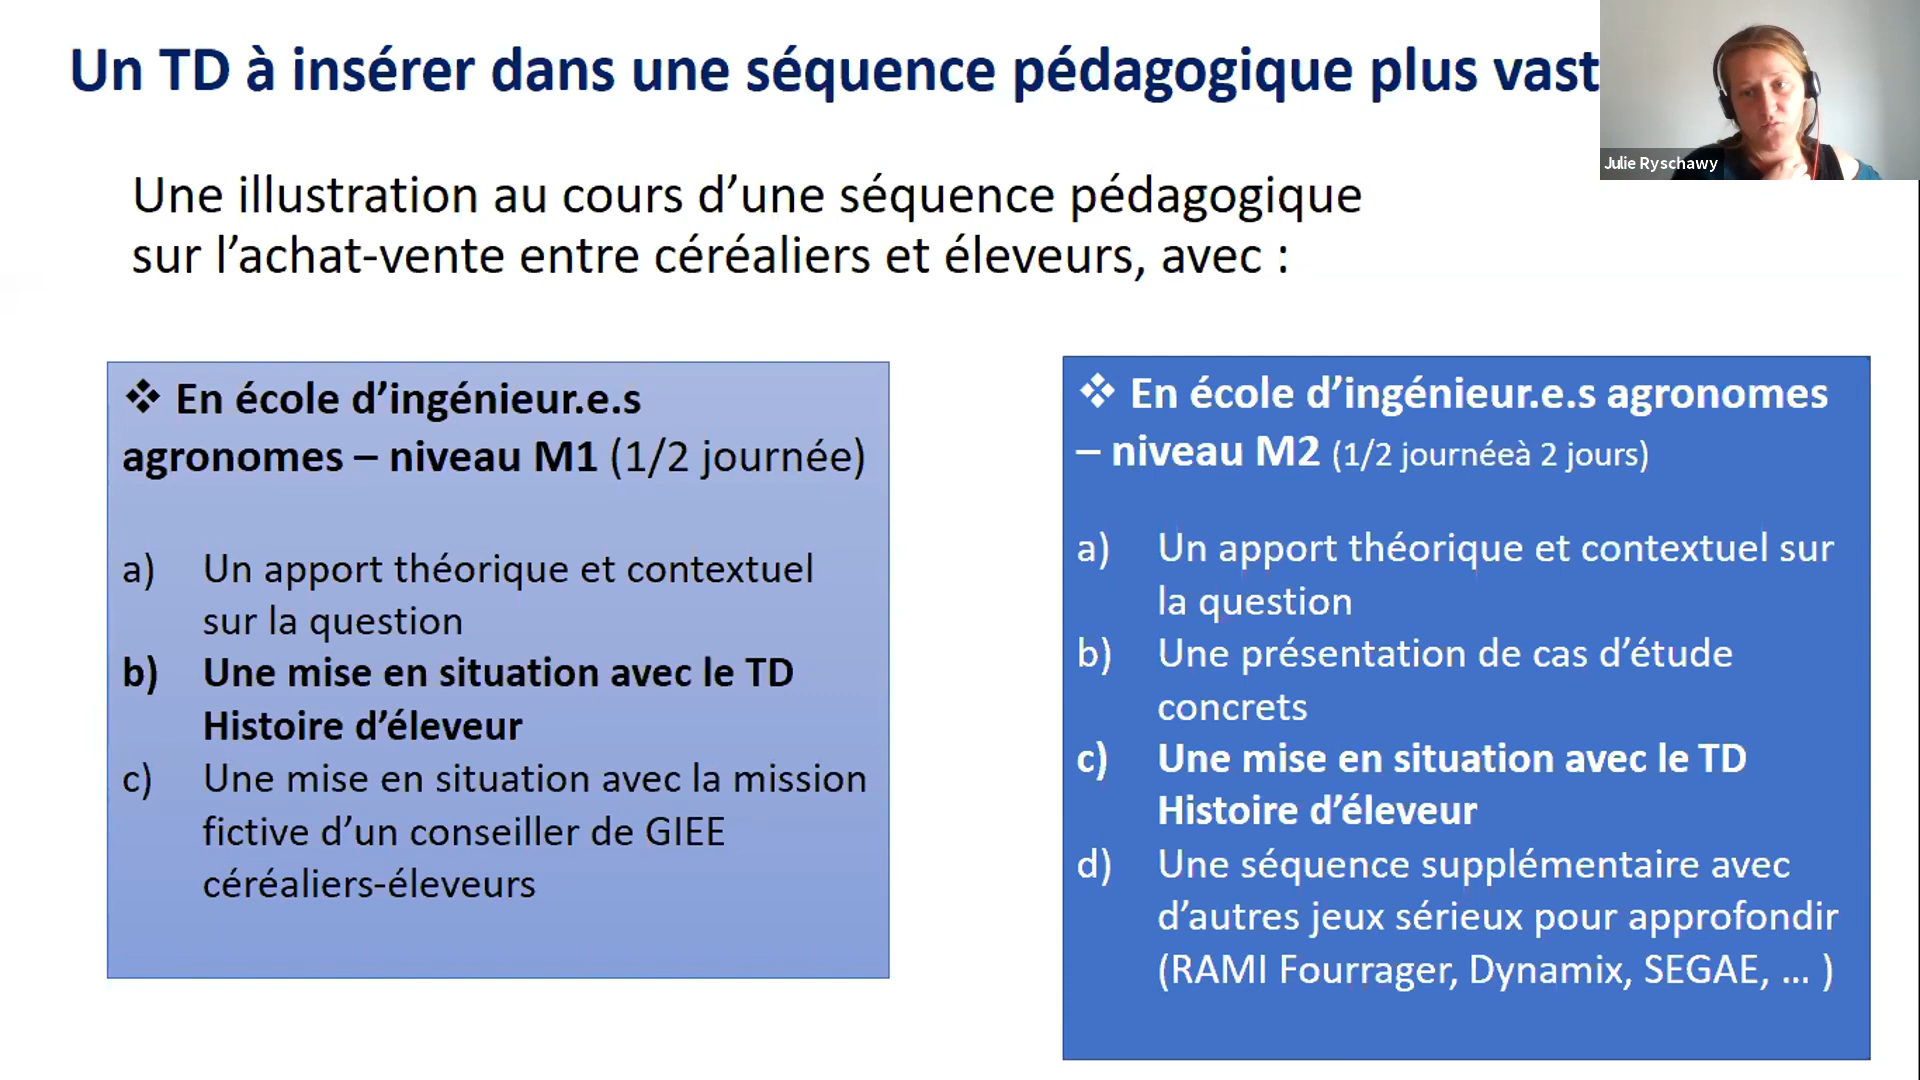 Un TD à insérer dans une séquence pédagogique plus vast
Julie Ryschawy
Une illustration au cours d’une séquence pédagogique
sur l’achat-vente entre céréaliers et éleveurs, avec :
❖ En école d’ingénieur.e.s
agronomes – niveau M1 (1/2 journée)
a) Un apport théorique et contextuel
sur la question
b) Une mise en situation avec le TD
Histoire d’éleveur
c) Une mise en situation avec la mission
fictive d’un conseiller de GIEE
céréaliers-éleveurs
❖ En école d’ingénieur.e.s agronomes
– niveau M2 (1/2 journéeà 2 jours)
a) Un apport théorique et contextuel sur
la question
b) Une présentation de cas d’étude
concrets
c) Une mise en situation avec le TD
Histoire d’éleveur
d) Une séquence supplémentaire avec
d’autres jeux sérieux pour approfondir
(RAMI Fourrager, Dynamix, SEGAE, … )